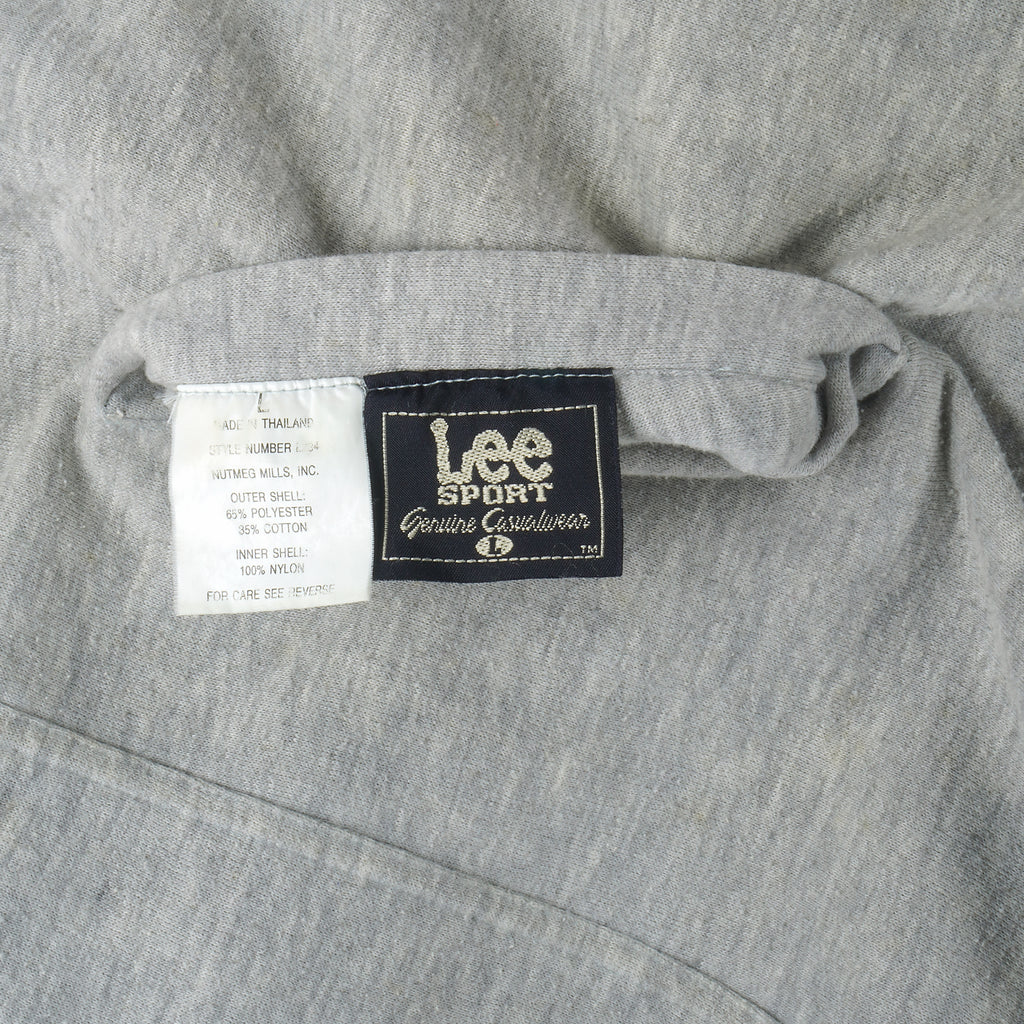 L
MADE IN THAILAND
STYLE NUMBER
NUTMEG MILLS, INC.
OUTER SHELL:
65% POLYESTER
35% COTTON
INNER SHELL:
100% NYLON
FOR CARE SEE REVERSE
Lee
SPORT
Genuine Casualwear
L
TM